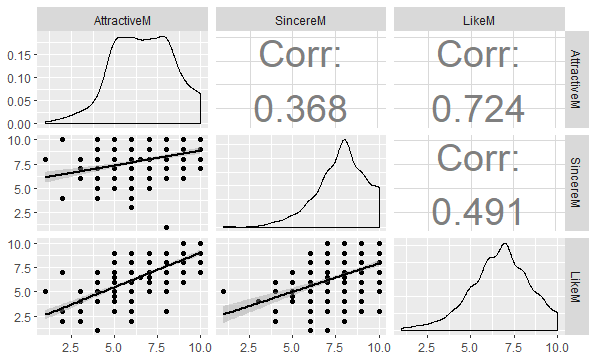 AttractiveM SincereM LikeM
0.15
0.10
0.05
0.00
Corr:
0.368
Corr:
0.724
AttractiveM
10.0
7.5
5.0
2.5
Corr:
0.491
SincereM
10.0
7.5
5.0
2.5
LikeM
2.5 5.0 7.5 10.0 2.5 5.0 7.5 10.0 2.5 5.0 7.5 10.0